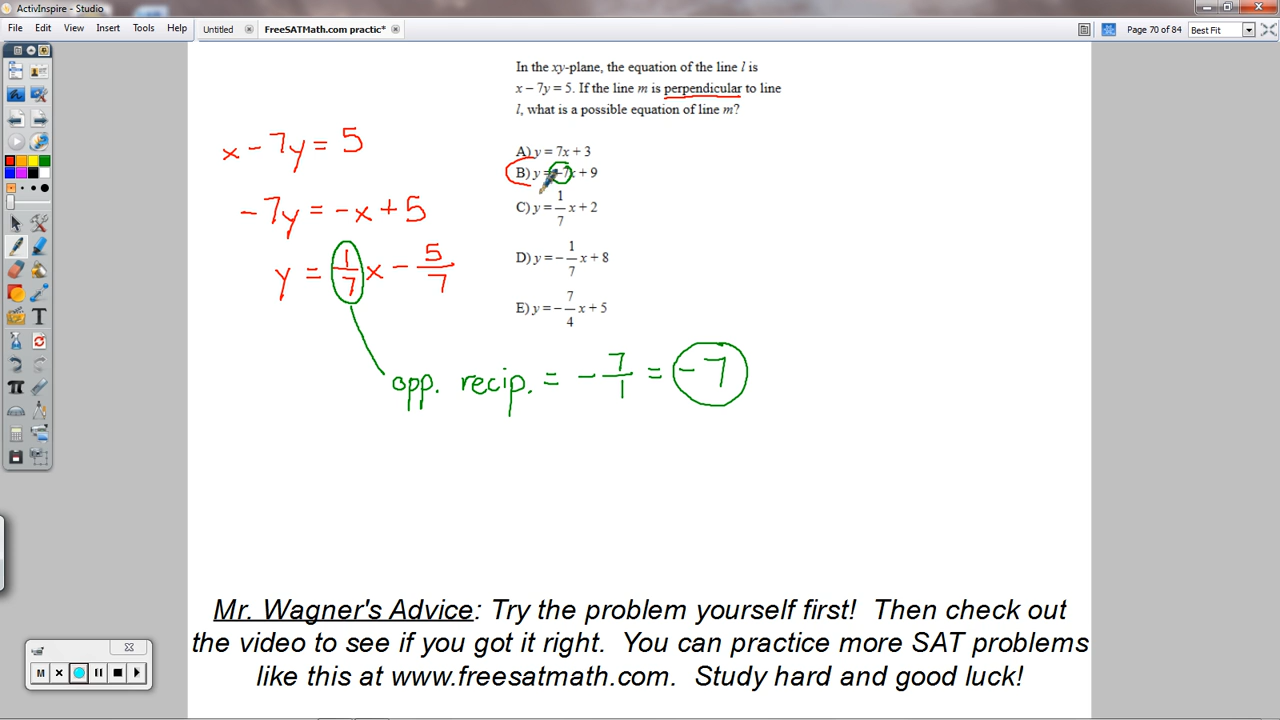 ActivInspire - Studio
File Edit View Insert Tools Help
Untitled
FreeSATMath.com practic*
Page 70 of 84
Best Fit
In the xy-plane, the equation of the line l is
x – 7y = 5. If the line m is perpendicular to line
l, what is a possible equation of line m?
A) y = 7x + 3
B) y = –7x + 9
C) y = 1/7 x + 2
D) y = – 1/7 x + 8
E) y = – 7/4 x + 5
x - 7y = 5
-7y = -x + 5
y = 1/7 x - 5/7
opp. recip. = - 7/1 = -7
Mr. Wagner's Advice: Try the problem yourself first! Then check out
the video to see if you got it right. You can practice more SAT problems
like this at www.freesatmath.com. Study hard and good luck!
M